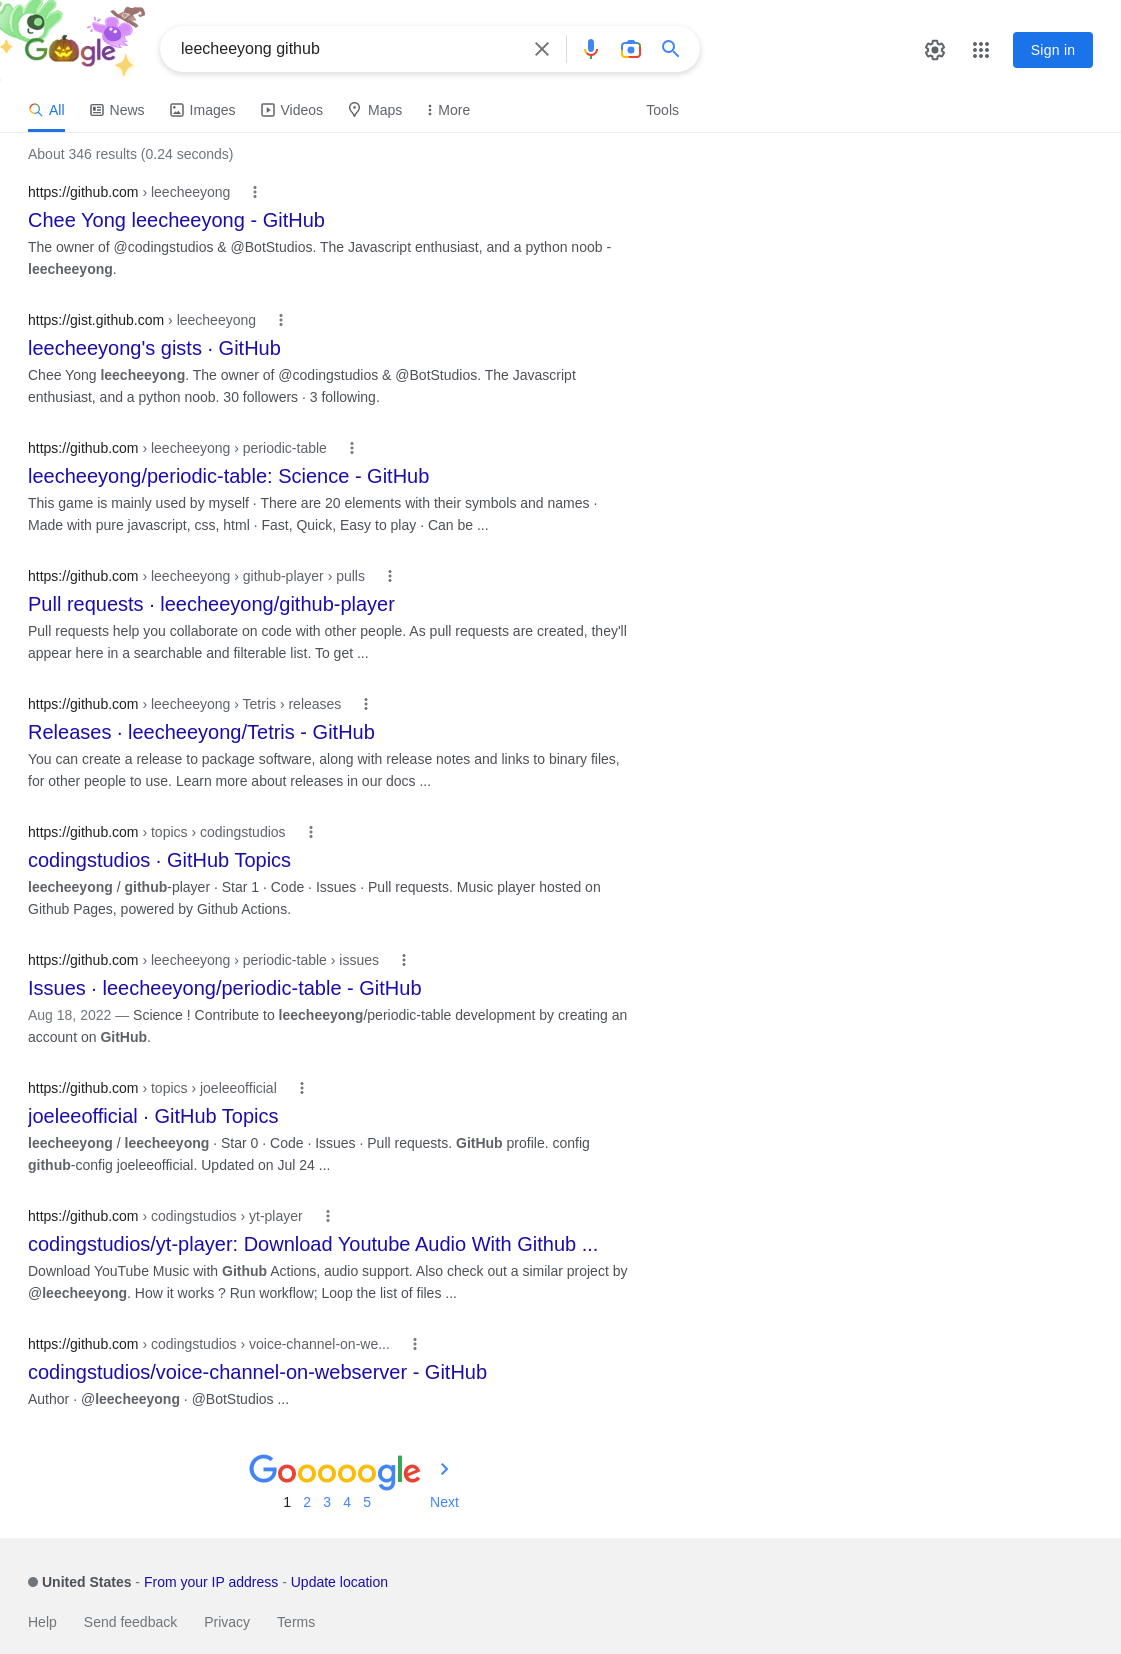 Google
leecheeyong github
Sign in
All News Images Videos Maps More Tools
About 346 results (0.24 seconds)
https://github.com › leecheeyong
Chee Yong leecheeyong - GitHub
The owner of @codingstudios & @BotStudios. The Javascript enthusiast, and a python noob -
leecheeyong.
https://gist.github.com › leecheeyong
leecheeyong's gists · GitHub
Chee Yong leecheeyong. The owner of @codingstudios & @BotStudios. The Javascript
enthusiast, and a python noob. 30 followers · 3 following.
https://github.com › leecheeyong › periodic-table
leecheeyong/periodic-table: Science - GitHub
This game is mainly used by myself · There are 20 elements with their symbols and names ·
Made with pure javascript, css, html · Fast, Quick, Easy to play · Can be ...
https://github.com › leecheeyong › github-player › pulls
Pull requests · leecheeyong/github-player
Pull requests help you collaborate on code with other people. As pull requests are created, they'll
appear here in a searchable and filterable list. To get ...
https://github.com › leecheeyong › Tetris › releases
Releases · leecheeyong/Tetris - GitHub
You can create a release to package software, along with release notes and links to binary files,
for other people to use. Learn more about releases in our docs ...
https://github.com › topics › codingstudios
codingstudios · GitHub Topics
leecheeyong / github-player · Star 1 · Code · Issues · Pull requests. Music player hosted on
Github Pages, powered by Github Actions.
https://github.com › leecheeyong › periodic-table › issues
Issues · leecheeyong/periodic-table - GitHub
Aug 18, 2022 — Science ! Contribute to leecheeyong/periodic-table development by creating an
account on GitHub.
https://github.com › topics › joeleeofficial
joeleeofficial · GitHub Topics
leecheeyong / leecheeyong · Star 0 · Code · Issues · Pull requests. GitHub profile. config
github-config joeleeofficial. Updated on Jul 24 ...
https://github.com › codingstudios › yt-player
codingstudios/yt-player: Download Youtube Audio With Github ...
Download YouTube Music with Github Actions, audio support. Also check out a similar project by
@leecheeyong. How it works ? Run workflow; Loop the list of files ...
https://github.com › codingstudios › voice-channel-on-we...
codingstudios/voice-channel-on-webserver - GitHub
Author · @leecheeyong · @BotStudios ...
Gooooogle
1 2 3 4 5 Next
United States - From your IP address - Update location
Help Send feedback Privacy Terms